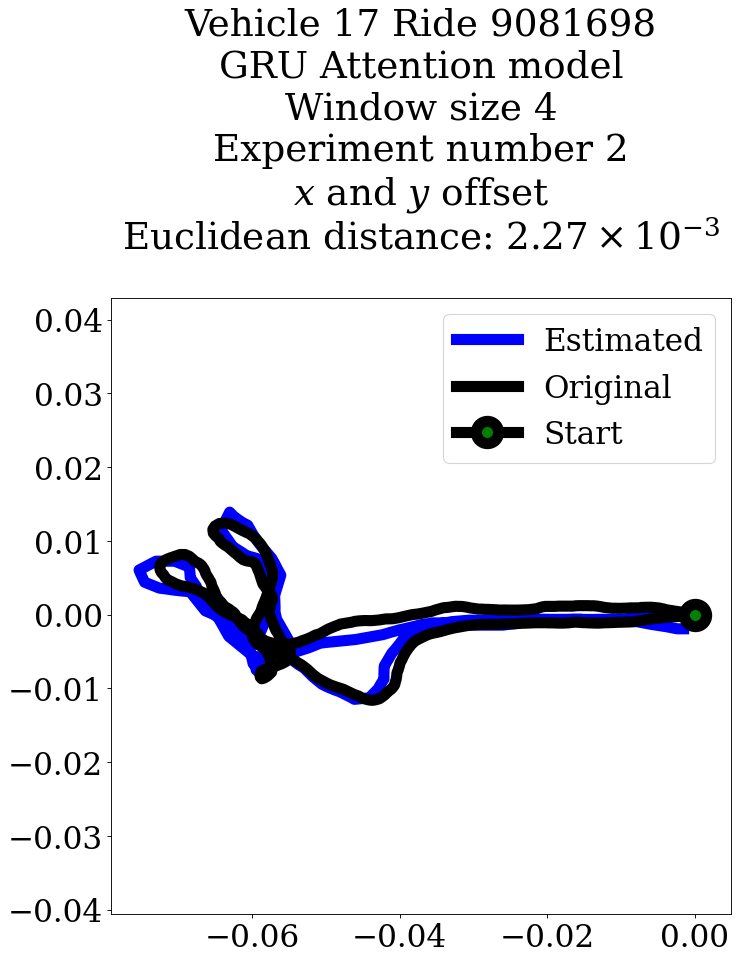 Vehicle 17 Ride 9081698
GRU Attention model
Window size 4
Experiment number 2
x and y offset
Euclidean distance: 2.27 × 10⁻³
Estimated
Original
Start
0.04
0.03
0.02
0.01
0.00
−0.01
−0.02
−0.03
−0.04
−0.06 −0.04 −0.02 0.00